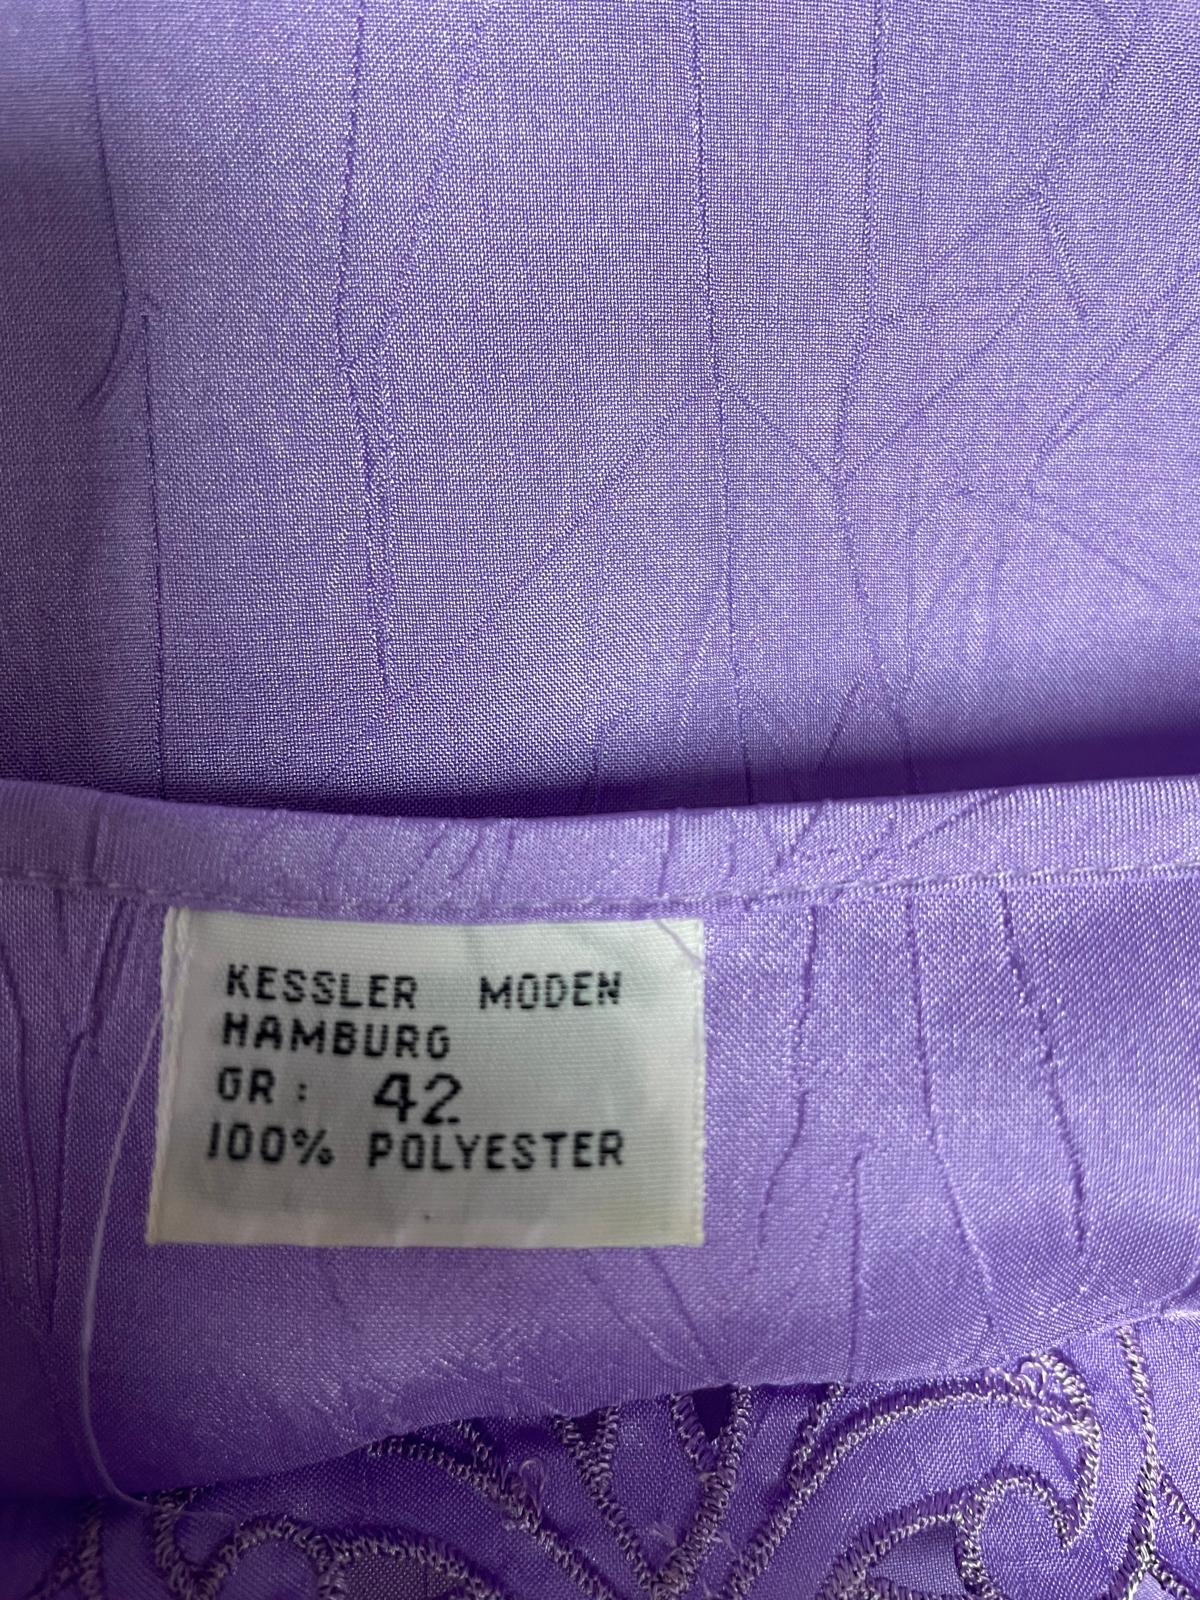 KESSLER MODEN
HAMBURG
GR: 42
100% POLYESTER